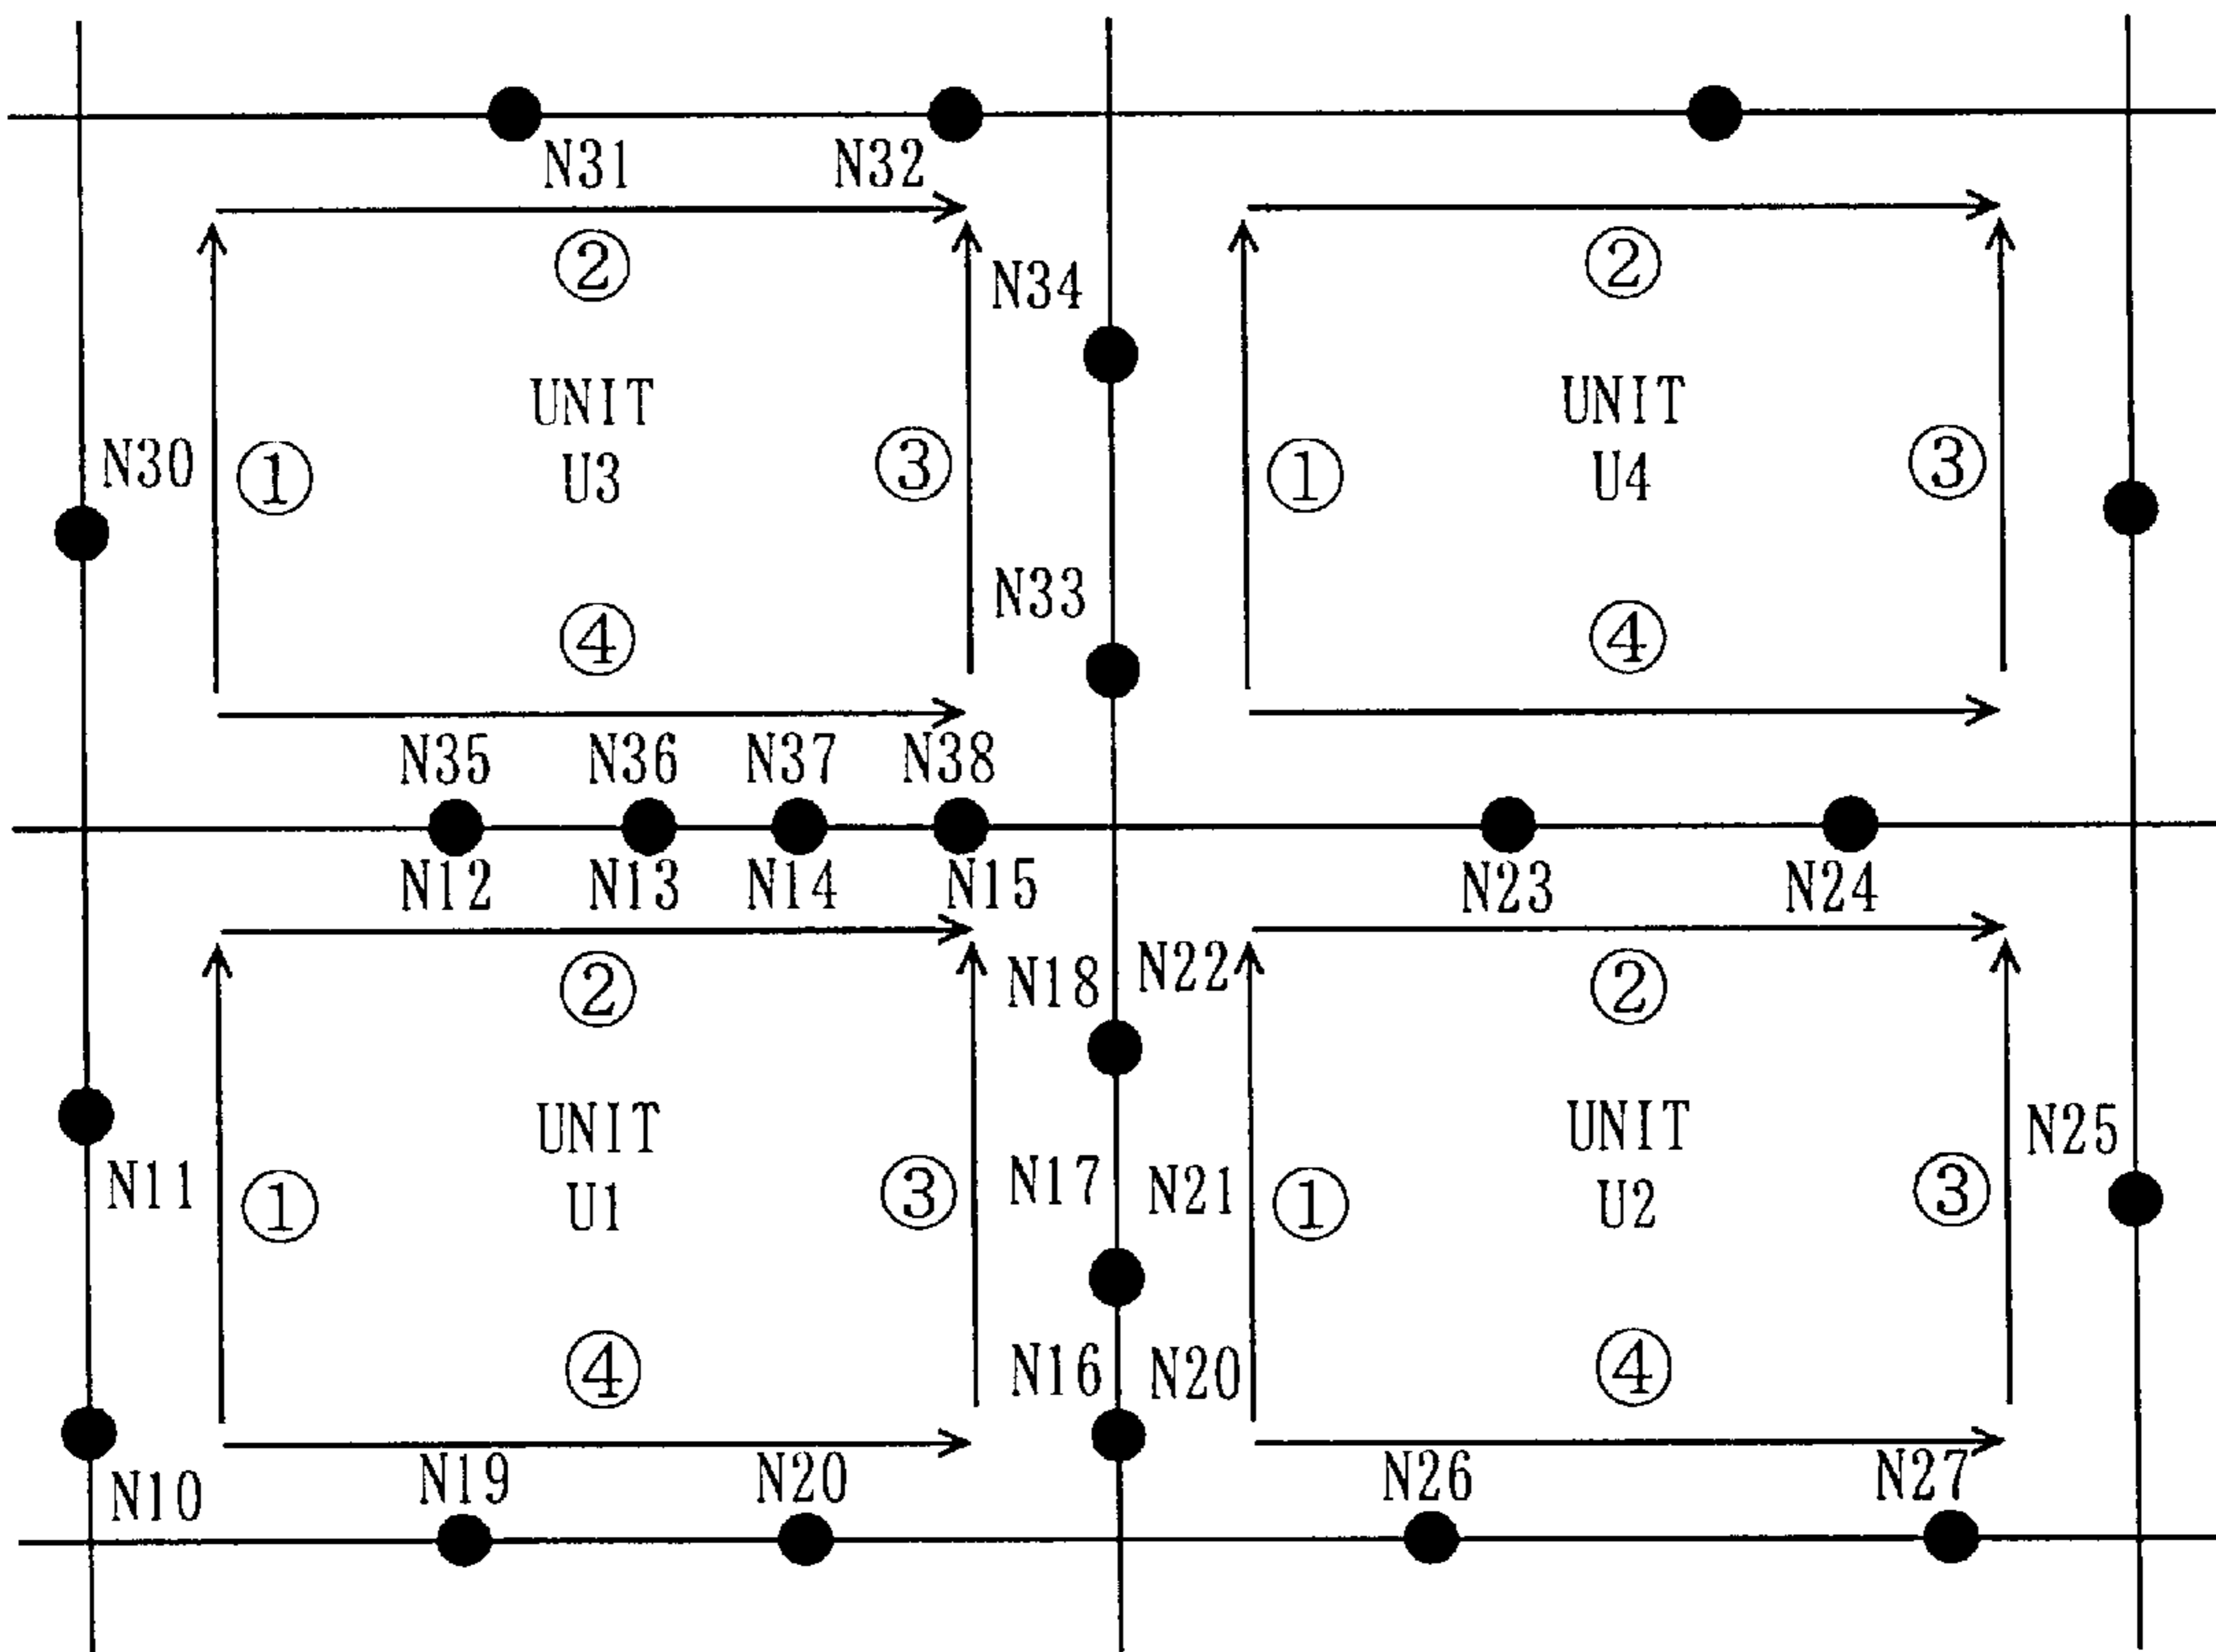 N31 N32
②
②
N34
UNIT
U3
UNIT
U4
N30
①
③
①
③
N33
④
④
N35 N36 N37 N38
N12 N13 N14 N15
N23 N24
②
②
N18 N22
UNIT
U1
UNIT
U2
N25
N11
①
③
N17 N21
①
③
④
④
N16 N20
N10
N19 N20
N26 N27